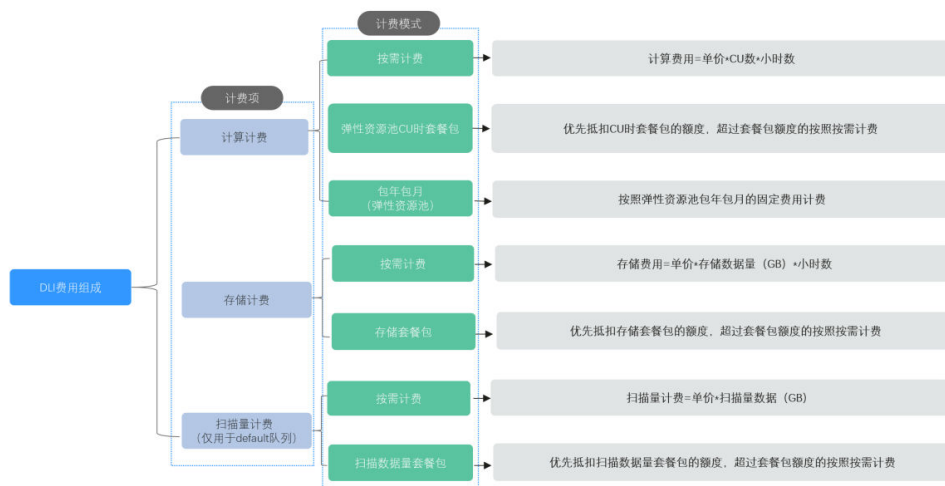 计费模式
计费项
DLI费用组成
计算计费
按需计费
计算费用=单价*CU数*小时数
弹性资源池CU时套餐包
优先抵扣CU时套餐包的额度，超过套餐包额度的按照按需计费
包年包月
（弹性资源池）
按照弹性资源池包年包月的固定费用计费
存储计费
按需计费
存储费用=单价*存储数据量（GB）*小时数
存储套餐包
优先抵扣存储套餐包的额度，超过套餐包额度的按照按需计费
扫描量计费
（仅用于default队列）
按需计费
扫描量计费=单价*扫描量数据（GB）
扫描数据量套餐包
优先抵扣扫描数据量套餐包的额度，超过套餐包额度的按照按需计费